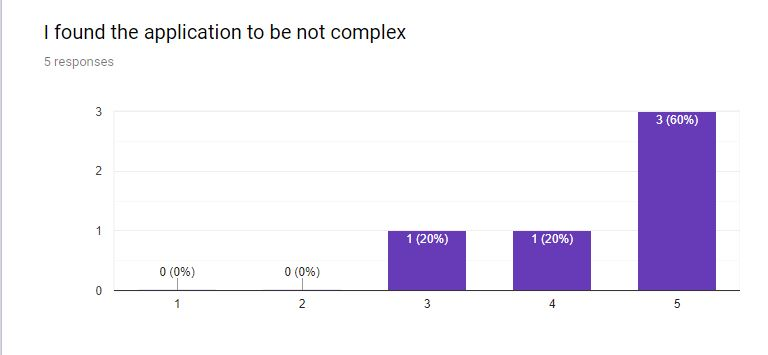 I found the application to be not complex
5 responses
3
2
1
0
0 (0%) 0 (0%) 1 (20%) 1 (20%) 3 (60%)
1 2 3 4 5